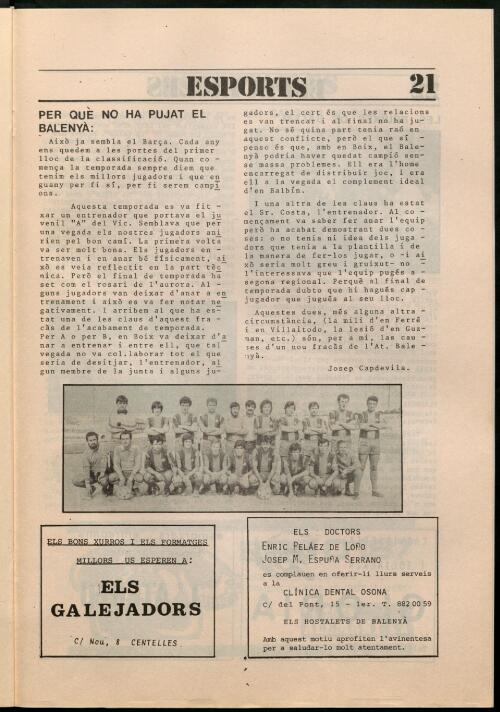 ESPORTS
21
PER QUÈ NO HA PUJAT EL
BALENYÀ:
Això ja sembla el Barça. Cada any
ens quedem a les portes del primer
lloc de la classificació. Quan co -
mença la temporada sempre diem que
tenim els millors jugadors i que en
guany per fi sí, per fi serem campi
ons.
Aquesta temporada es va fit -
xar un entrenador que portava el ju
venil "A" del Vic. Semblava que per
una vegada els nostres jugadors ani
rien pel bon camí. La primera volta
va ser molt bona. Els jugadors en -
trenaven i en anar bé físicament, ai
xò es veia reflectit en la part tèc
nica. Però el final de temporada ha
set com el rosari de l'aurora. Al -
guns jugadors van deixar d'anar a en
trenament i això es va fer notar ne
gativament. I arribem al que ha es-
tat una de les claus d'aquest fra -
càs de l'acabament de temporada.
Per A o per B, en Boix va deixar d'a
nar a entrenar i entre ell, que tal
vegada no va col.laborar tot el que
seria de desitjar, l'entrenador, al
gun membre de la junta i alguns ju-
gadors, el cert és que les relacions
es van trencar i al final no ha ju-
gat. No sé quina part tenia raó en
aquest conflicte, però el que sí -
penso és que, amb en Boix, el Bale-
nyà podria haver quedat campió sen-
se massa problemes. Ell era l'home
encarregat de distribuir joc, i era
ell a la vegada el complement ideal
d'en Balbín.
I una altra de les claus ha estat
el Sr. Costa, l'entrenador. Al co -
mençament va saber fer anar l'equip
però ha acabat demostrant dues co -
ses: o no tenia ni idea dels juga -
dors que tenia a la plantilla i de
la manera de fer-los jugar, o -i ai
xò seria molt greu i gruixut- no -
l'interessava que l'equip pugés a -
segona regional. Perquè al final de
temporada dubto que hi hagués cap -
jugador que jugués al seu lloc.
Aquestes dues, més alguna altra -
circumstància, (la mili d'en Ferrà
i en Villaitodo, la lesió d'en Guz-
man, etc.) són, per a mi, las cau -
ses d'un nou fracàs de l'At. Bale -
nyà.
Josep Capdevila.
ELS BONS XURROS I ELS FORMATGES
MILLORS US ESPEREN A:
ELS
GALEJADORS
C/ Nou, 8 CENTELLES
ELS DOCTORS
ENRIC PELÁEZ DE LOÑO
JOSEP M. ESPUÑA SERRANO
es complauen en oferir-li llurs serveis
a la
CLÍNICA DENTAL OSONA
C/ del Pont, 15 - 1er. T. 882 00 59
ELS HOSTALETS DE BALENYÀ
Amb aquest motiu aprofiten l'avinentesa
per a saludar-lo molt atentament.